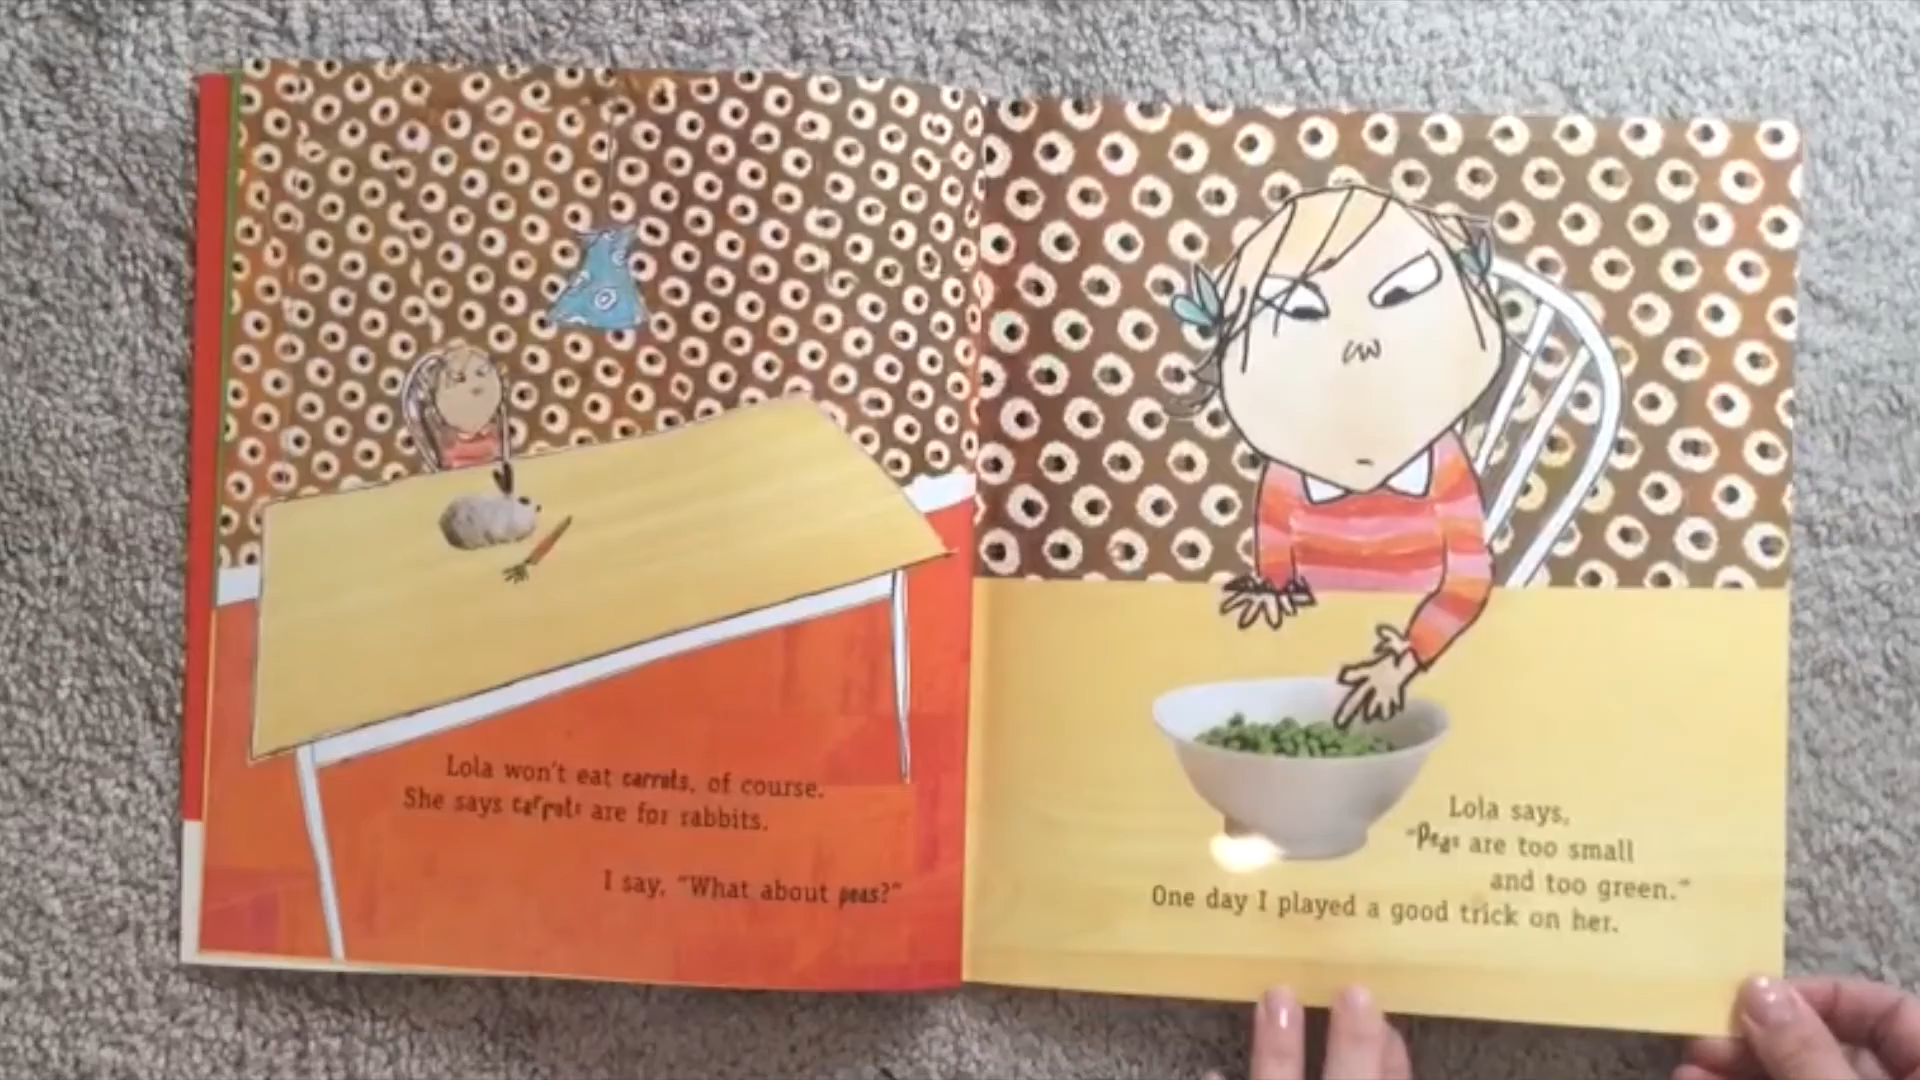 Lola won't eat carrots, of course.
She says carrots are for rabbits.
I say, "What about peas?"
Lola says,
"Peas are too small
and too green."
One day I played a good trick on her.